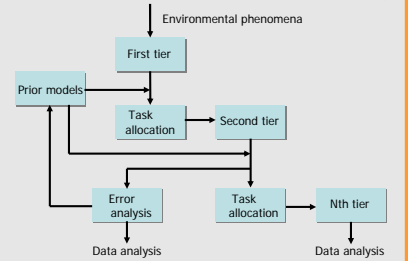 Environmental phenomena
First tier
Prior models
Task
allocation
Second tier
Error
analysis
Task
allocation
Nth tier
Data analysis
Data analysis